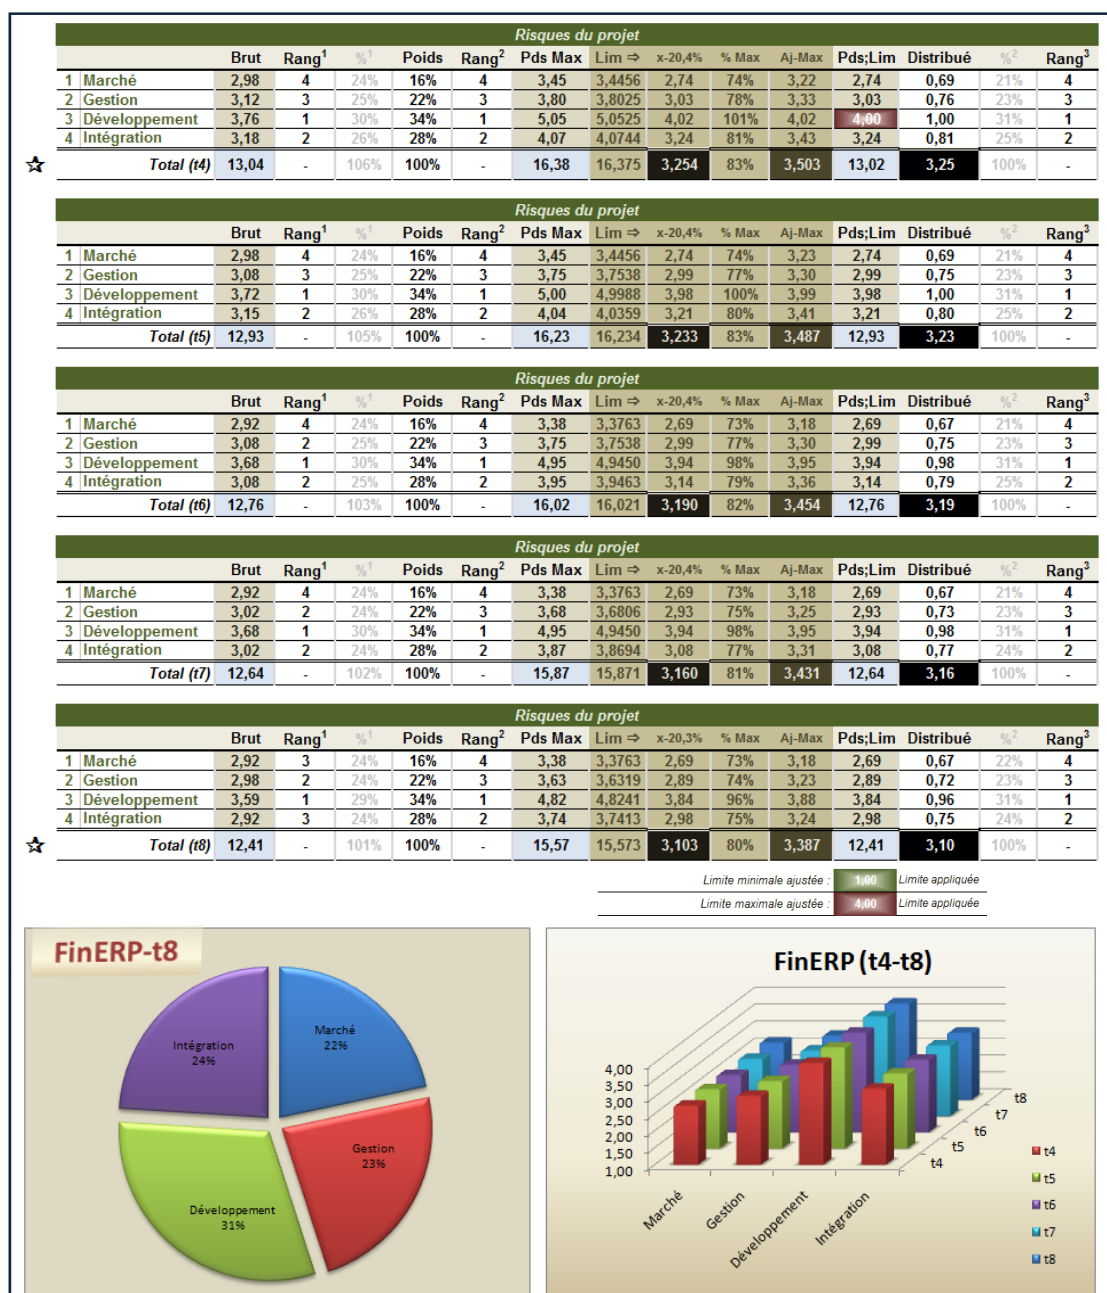 Risques du projet
Brut Rang1 %1 Poids Rang2 Pds Max Lim ⇒ x-20,4% % Max Aj-Max Pds;Lim Distribué %2 Rang3
1 Marché 2,98 4 24% 16% 4 3,45 3,4456 2,74 74% 3,22 2,74 0,69 21% 4
2 Gestion 3,12 3 25% 22% 3 3,80 3,8025 3,03 78% 3,33 3,03 0,76 23% 3
3 Développement 3,76 1 30% 34% 1 5,05 5,0525 4,02 101% 4,02 4,00 1,00 31% 1
4 Intégration 3,18 2 26% 28% 2 4,07 4,0744 3,24 81% 3,43 3,24 0,81 25% 2
Total (t4) 13,04 - 106% 100% - 16,38 16,375 3,254 83% 3,503 13,02 3,25 100% -
Risques du projet
Brut Rang1 %1 Poids Rang2 Pds Max Lim ⇒ x-20,4% % Max Aj-Max Pds;Lim Distribué %2 Rang3
1 Marché 2,98 4 24% 16% 4 3,45 3,4456 2,74 74% 3,23 2,74 0,69 21% 4
2 Gestion 3,08 3 25% 22% 3 3,75 3,7538 2,99 77% 3,30 2,99 0,75 23% 3
3 Développement 3,72 1 30% 34% 1 5,00 4,9988 3,98 100% 3,99 3,98 1,00 31% 1
4 Intégration 3,15 2 26% 28% 2 4,04 4,0359 3,21 80% 3,41 3,21 0,80 25% 2
Total (t5) 12,93 - 105% 100% - 16,23 16,234 3,233 83% 3,487 12,93 3,23 100% -
Risques du projet
Brut Rang1 %1 Poids Rang2 Pds Max Lim ⇒ x-20,4% % Max Aj-Max Pds;Lim Distribué %2 Rang3
1 Marché 2,92 4 24% 16% 4 3,38 3,3763 2,69 73% 3,18 2,69 0,67 21% 4
2 Gestion 3,08 2 25% 22% 3 3,75 3,7538 2,99 77% 3,30 2,99 0,75 23% 3
3 Développement 3,68 1 30% 34% 1 4,95 4,9450 3,94 98% 3,95 3,94 0,98 31% 1
4 Intégration 3,08 2 25% 28% 2 3,95 3,9463 3,14 79% 3,36 3,14 0,79 25% 2
Total (t6) 12,76 - 103% 100% - 16,02 16,021 3,190 82% 3,454 12,76 3,19 100% -
Risques du projet
Brut Rang1 %1 Poids Rang2 Pds Max Lim ⇒ x-20,4% % Max Aj-Max Pds;Lim Distribué %2 Rang3
1 Marché 2,92 4 24% 16% 4 3,38 3,3763 2,69 73% 3,18 2,69 0,67 21% 4
2 Gestion 3,02 2 24% 22% 3 3,68 3,6806 2,93 75% 3,25 2,93 0,73 23% 3
3 Développement 3,68 1 30% 34% 1 4,95 4,9450 3,94 98% 3,95 3,94 0,98 31% 1
4 Intégration 3,02 2 24% 28% 2 3,87 3,8694 3,08 77% 3,31 3,08 0,77 24% 2
Total (t7) 12,64 - 102% 100% - 15,87 15,871 3,160 81% 3,431 12,64 3,16 100% -
Risques du projet
Brut Rang1 %1 Poids Rang2 Pds Max Lim ⇒ x-20,3% % Max Aj-Max Pds;Lim Distribué %2 Rang3
1 Marché 2,92 3 24% 16% 4 3,38 3,3763 2,69 73% 3,18 2,69 0,67 22% 4
2 Gestion 2,98 2 24% 22% 3 3,63 3,6319 2,89 74% 3,23 2,89 0,72 23% 3
3 Développement 3,59 1 29% 34% 1 4,82 4,8241 3,84 96% 3,88 3,84 0,96 31% 1
4 Intégration 2,92 3 24% 28% 2 3,74 3,7413 2,98 75% 3,24 2,98 0,75 24% 2
Total (t8) 12,41 - 101% 100% - 15,57 15,573 3,103 80% 3,387 12,41 3,10 100% -
Limite minimale ajustée : 1,00 Limite appliquée
Limite maximale ajustée : 4,00 Limite appliquée
FinERP-t8
Marché
22%
Gestion
23%
Développement
31%
Intégration
24%
FinERP (t4-t8)
4,00
3,50
3,00
2,50
2,00
1,50
1,00
Marché
Gestion
Développement
Intégration
t4
t5
t6
t7
t8
t4
t5
t6
t7
t8